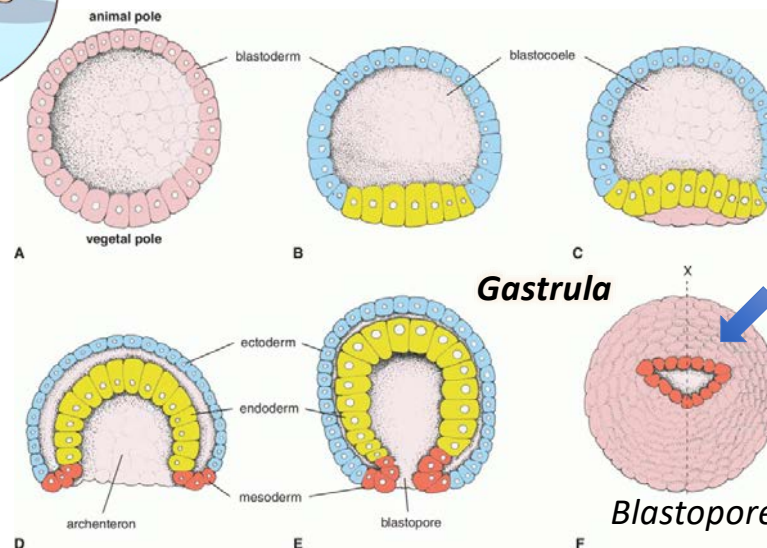 animal pole
blastoderm
blastocoele
vegetal pole
A
B
C
Gastrula
X
ectoderm
endoderm
mesoderm
archenteron
blastopore
Blastopore
D
E
F